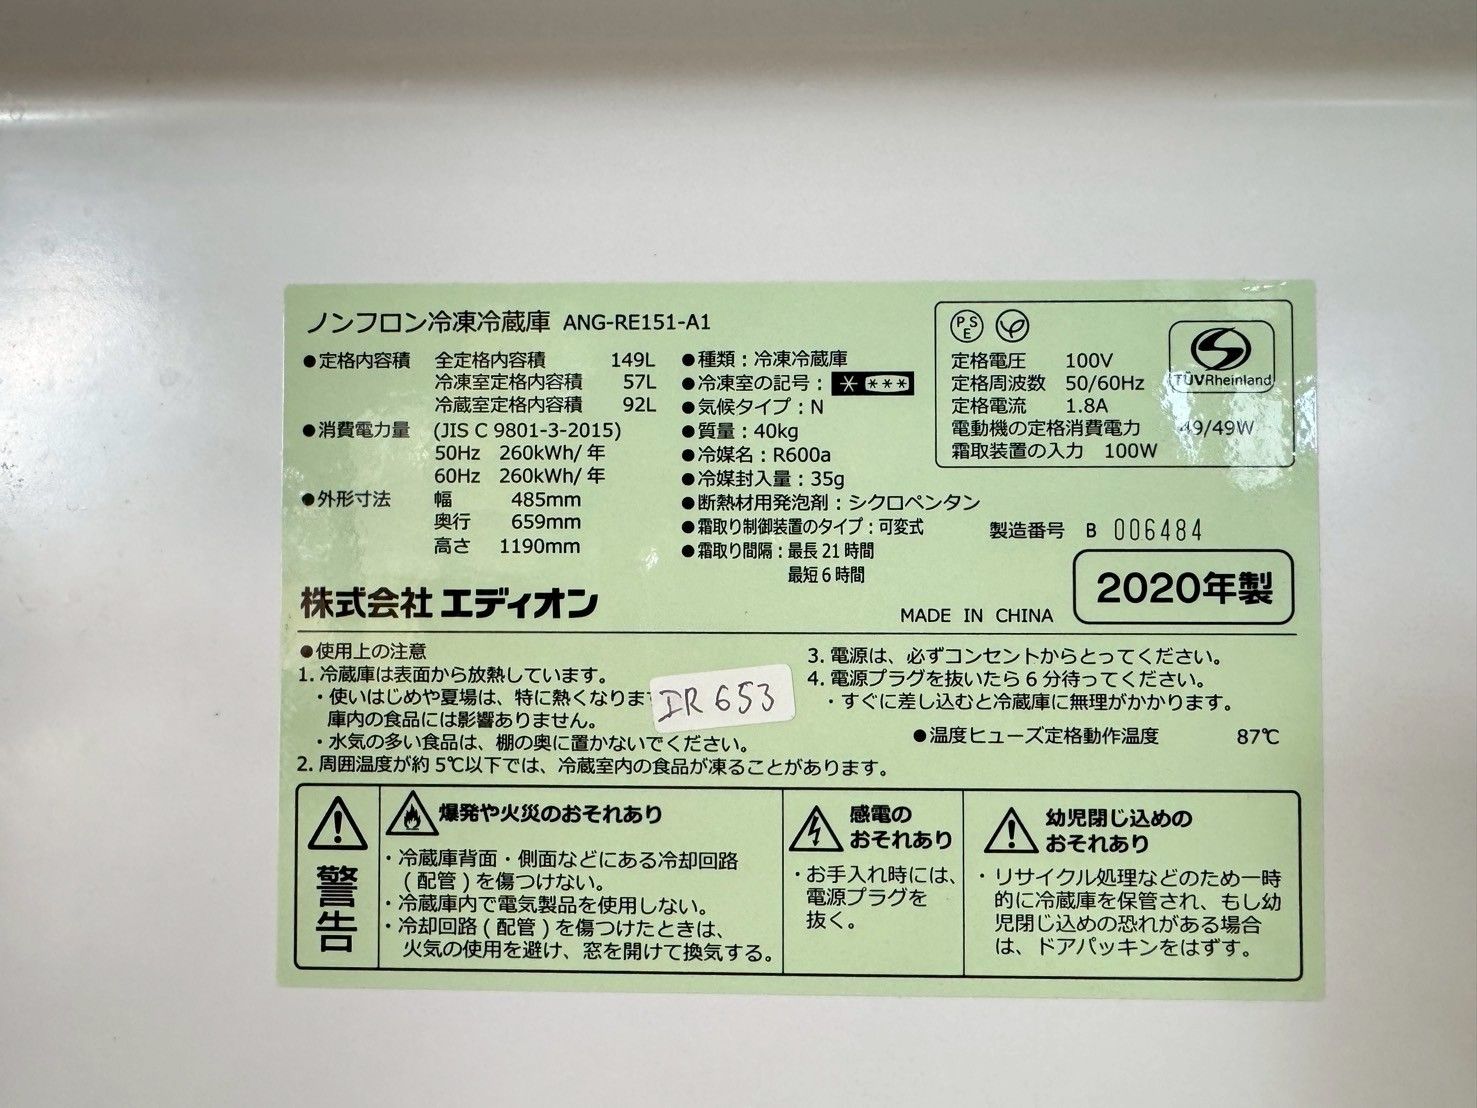 ノンフロン冷凍冷蔵庫 ANG-RE151-A1
●定格内容積 全定格内容積 149L
冷凍室定格内容積 57L
冷蔵室定格内容積 92L
●消費電力量 (JIS C 9801-3-2015)
50Hz 260kWh/年
60Hz 260kWh/年
●外形寸法 幅 485mm
奥行 659mm
高さ 1190mm
●種類:冷凍冷蔵庫
●冷凍室の記号:* ***
●気候タイプ:N
●質量:40kg
●冷媒名:R600a
●冷媒封入量:35g
●断熱材用発泡剤:シクロペンタン
●霜取り制御装置のタイプ:可変式
●霜取り間隔:最長21時間
最短6時間
PSE
定格電圧 100V
定格周波数 50/60Hz
定格電流 1.8A
電動機の定格消費電力 49/49W
霜取装置の入力 100W
TÜVRheinland
製造番号 B 006484
株式会社エディオン
MADE IN CHINA
2020年製
●使用上の注意
1. 冷蔵庫は表面から放熱しています。
・使いはじめや夏場は、特に熱くなりま
庫内の食品には影響ありません。
・水気の多い食品は、棚の奥に置かないでください。
2. 周囲温度が約5℃以下では、冷蔵室内の食品が凍ることがあります。
IR 653
3. 電源は、必ずコンセントからとってください。
4. 電源プラグを抜いたら6分待ってください。
・すぐに差し込むと冷蔵庫に無理がかかります。
●温度ヒューズ定格動作温度 87℃
警告
爆発や火災のおそれあり
・冷蔵庫背面・側面などにある冷却回路
(配管)を傷つけない。
・冷蔵庫内で電気製品を使用しない。
・冷却回路(配管)を傷つけたときは、
火気の使用を避け、窓を開けて換気する。
感電の
おそれあり
・お手入れ時には、
電源プラグを
抜く。
幼児閉じ込めの
おそれあり
・リサイクル処理などのため一時
的に冷蔵庫を保管され、もし幼
児閉じ込めの恐れがある場合
は、ドアパッキンをはずす。